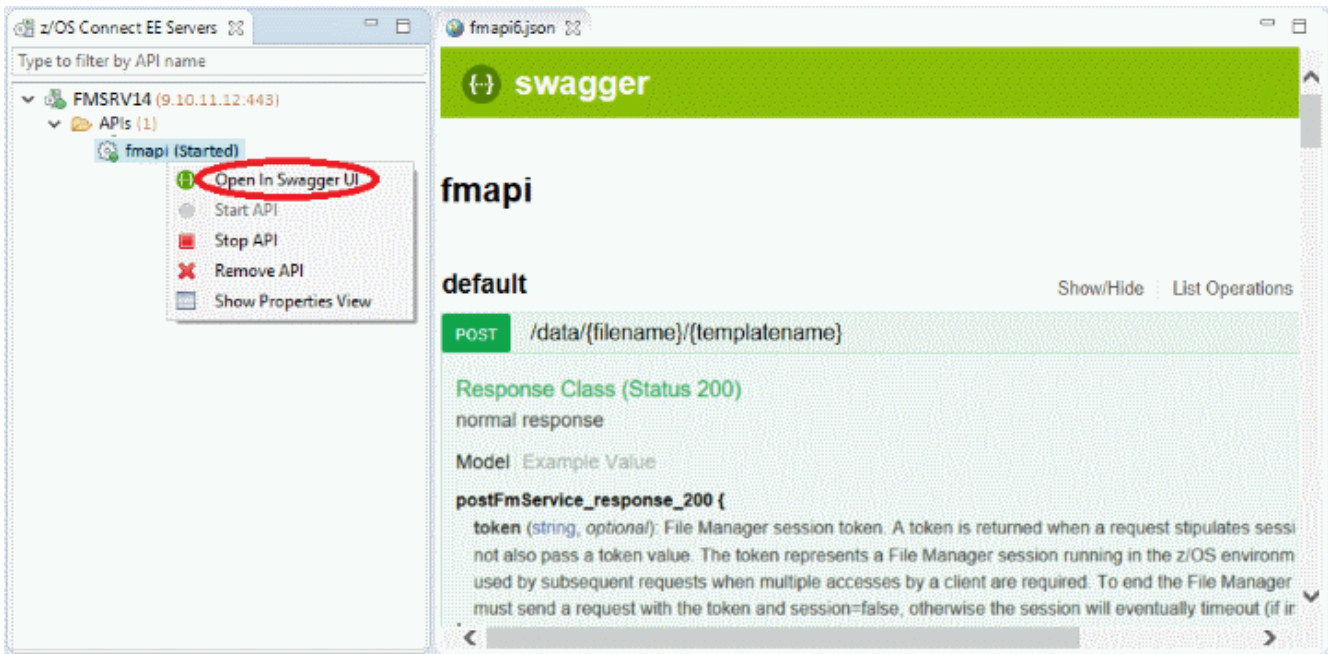 z/OS Connect EE Servers
Type to filter by API name
FMSRV14 (9.10.11.12:443)
APIs (1)
fmapi (Started)
Open In Swagger UI
Start API
Stop API
Remove API
Show Properties View
fmapi6.json
{··} swagger
fmapi
default
Show/Hide
List Operations
POST /data/{filename}/{templatename}
Response Class (Status 200)
normal response
Model Example Value
postFmService_response_200 {
token (string, optional): File Manager session token. A token is returned when a request stipulates sessi
not also pass a token value. The token represents a File Manager session running in the z/OS environm
used by subsequent requests when multiple accesses by a client are required. To end the File Manager
must send a request with the token and session=false, otherwise the session will eventually timeout (if ir